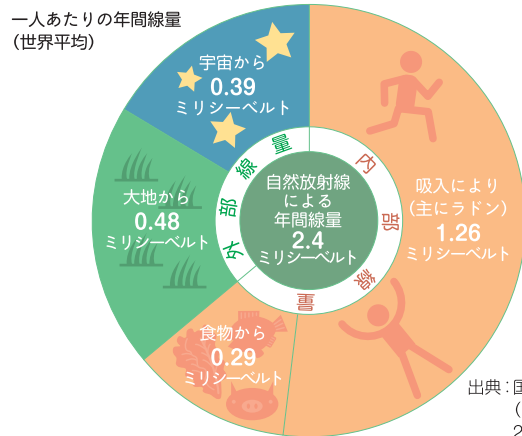 一人あたりの年間線量
（世界平均）
宇宙から
0.39
ミリシーベルト
大地から
0.48
ミリシーベルト
外部線量
内部線量
自然放射線
による
年間線量
2.4
ミリシーベルト
吸入により
（主にラドン）
1.26
ミリシーベルト
食物から
0.29
ミリシーベルト
出典：国
（
2